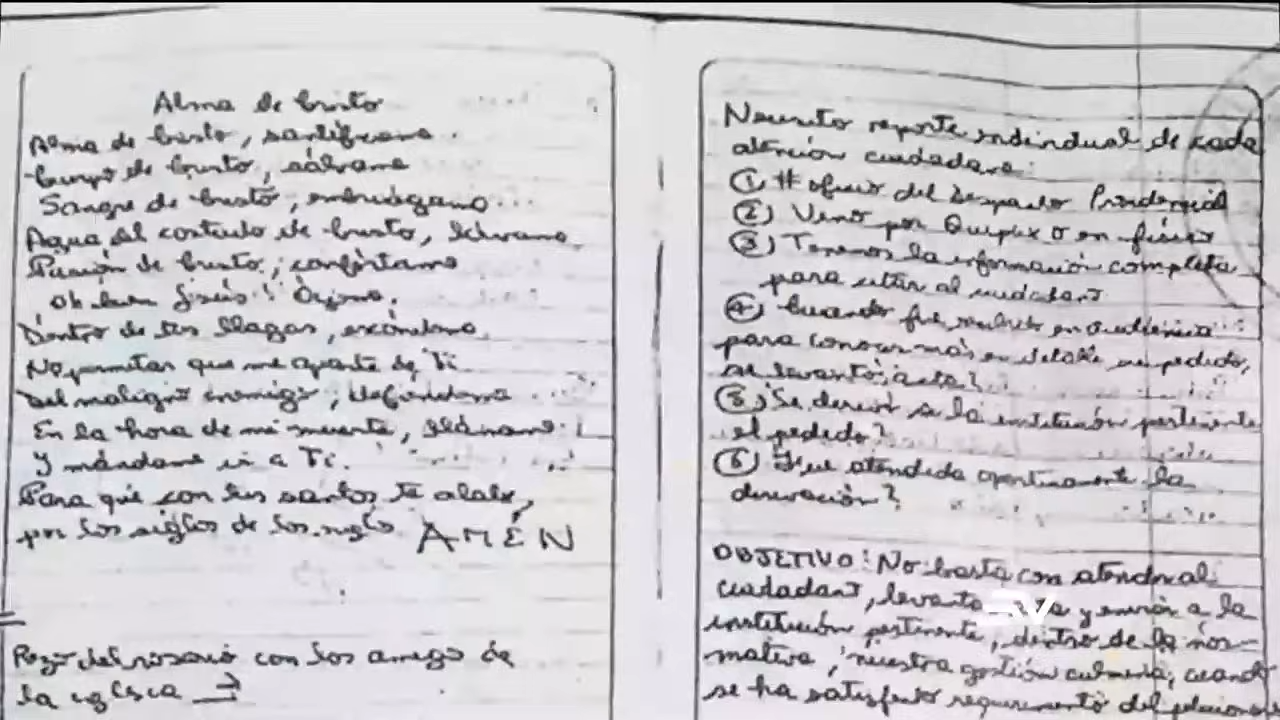 Alma de Cristo
Alma de Cristo, santifícame.
Cuerpo de Cristo, sálvame
Sangre de Cristo, embriágame
Agua del costado de Cristo, lávame
Pasión de Cristo, confórtame
Oh buen Jesús! Óyeme.
Dentro de tus llagas, escóndeme.
No permitas que me aparte de Ti.
Del maligno enemigo, defiéndeme
En la hora de mi muerte, llámame
Y mándame ir a Ti.
Para que con tus santos te alabe,
por los siglos de los siglos. AMÉN
Rezo del rosario con los amigos de
la iglesia →
Necesito reporte individual de cada
atención ciudadana:
① # oficio del Despacho Presidencial
② Vino por Quipux o en físico
③ Tenemos la información completa
para citar al ciudadano
④ Cuando fue recibido en audiencia
para conocer más en detalle su pedido,
se levantó acta?
⑤ Se derivó a la institución pertinente
el pedido?
⑥ Fue atendida oportunamente la
derivación?
OBJETIVO: No basta con atender al
ciudadano, levantar y enviar a la
institución pertinente, dentro de la nor-
mativa, nuestra gestión culmina, cuando
se ha satisfecho requerimiento del